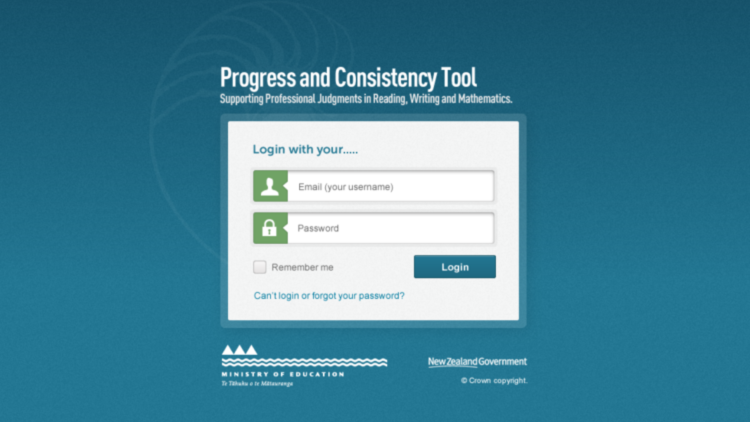 Progress and Consistency Tool
Supporting Professional Judgments in Reading, Writing and Mathematics.
Login with your.....
Email (your username)
Password
Remember me
Login
Can't login or forgot your password?
MINISTRY OF EDUCATION
Te Tāhuhu o te Mātauranga
New Zealand Government
© Crown copyright.